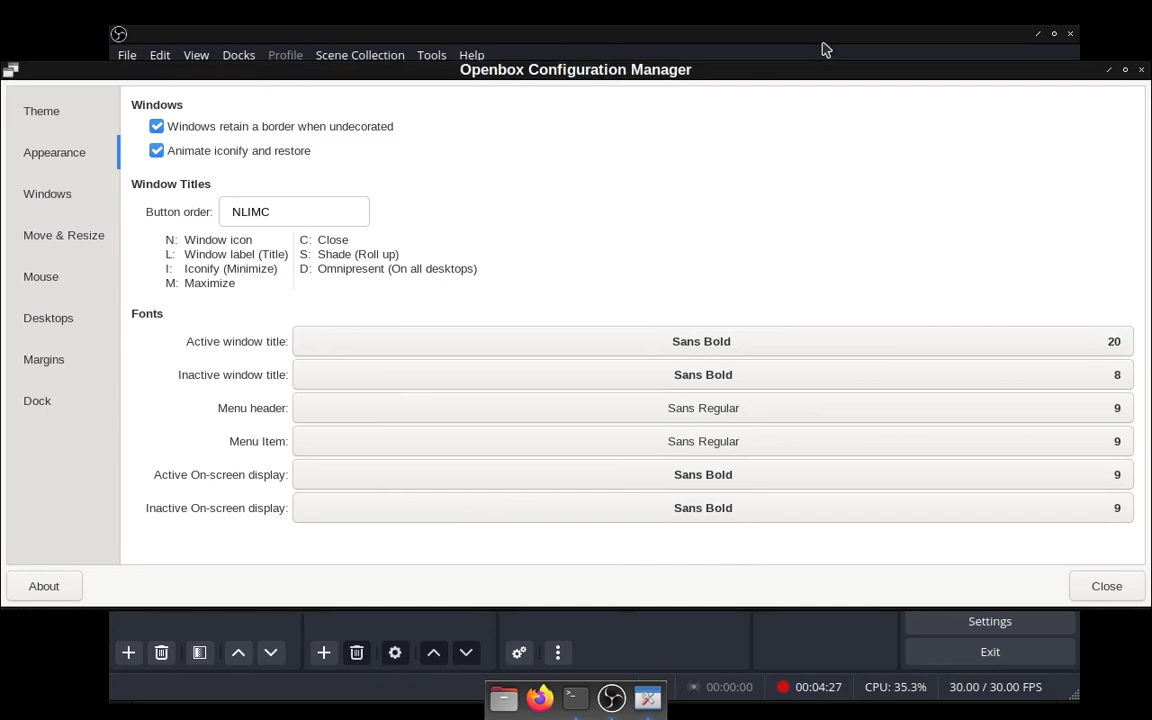 File Edit View Docks Profile Scene Collection Tools Help
Openbox Configuration Manager
Theme
Appearance
Windows
Move & Resize
Mouse
Desktops
Margins
Dock
Windows
Windows retain a border when undecorated
Animate iconify and restore
Window Titles
Button order: NLIMC
N: Window icon C: Close
L: Window label (Title) S: Shade (Roll up)
I: Iconify (Minimize) D: Omnipresent (On all desktops)
M: Maximize
Fonts
Active window title: Sans Bold 20
Inactive window title: Sans Bold 8
Menu header: Sans Regular 9
Menu Item: Sans Regular 9
Active On-screen display: Sans Bold 9
Inactive On-screen display: Sans Bold 9
About Close
Settings
Exit
00:00:00 00:04:27 CPU: 35.3% 30.00 / 30.00 FPS